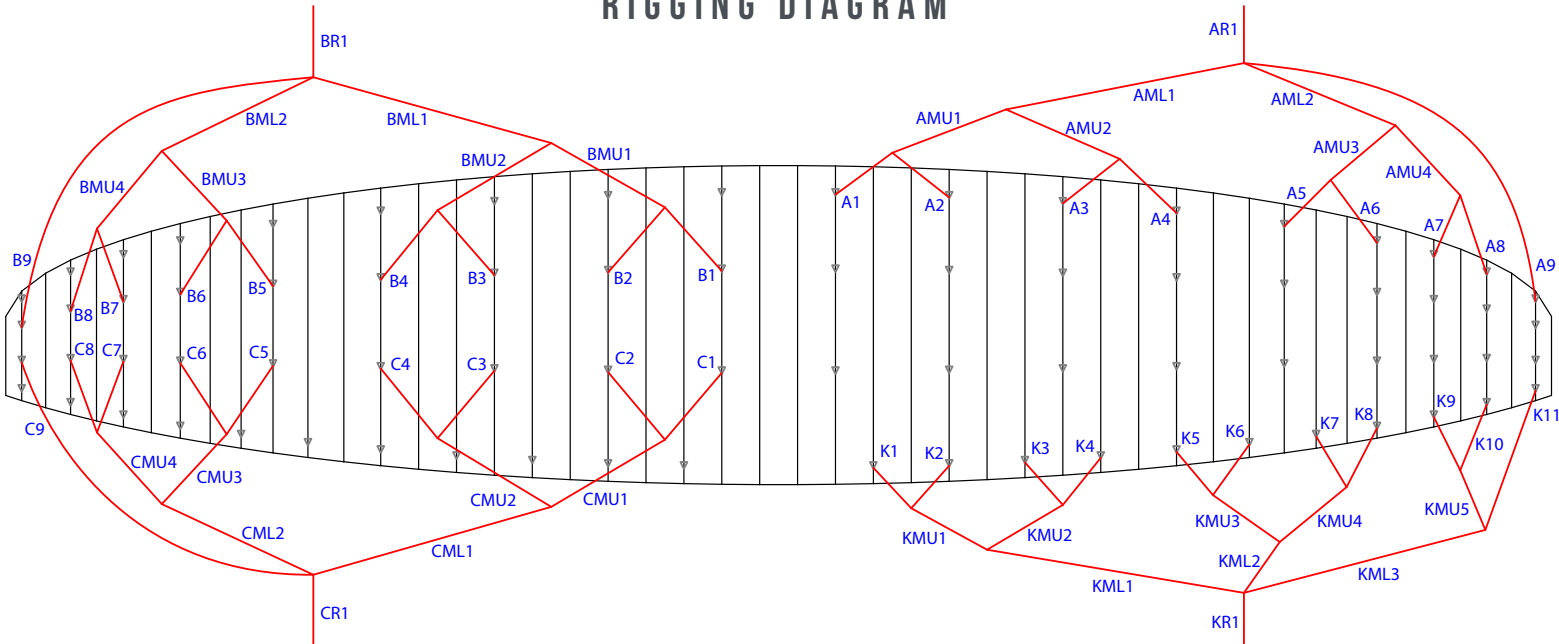 RIGGING DIAGRAM
BR1
AR1
BML2
BML1
AML1
AML2
AMU1
AMU2
AMU3
AMU4
BMU4
BMU3
BMU2
BMU1
B9
B8
B7
B6
B5
B4
B3
B2
B1
A1
A2
A3
A4
A5
A6
A7
A8
A9
C9
C8
C7
C6
C5
C4
C3
C2
C1
K1
K2
K3
K4
K5
K6
K7
K8
K9
K10
K11
CMU4
CMU3
CMU2
CMU1
KMU1
KMU2
KMU3
KMU4
KMU5
CML2
CML1
KML1
KML2
KML3
CR1
KR1